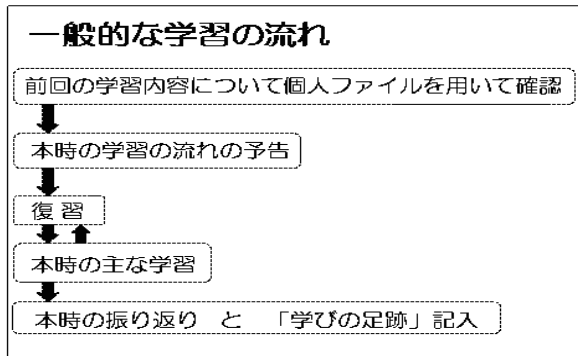 一般的な学習の流れ
前回の学習内容について個人ファイルを用いて確認
本時の学習の流れの予告
復 習
本時の主な学習
本時の振り返り と 「学びの足跡」記入